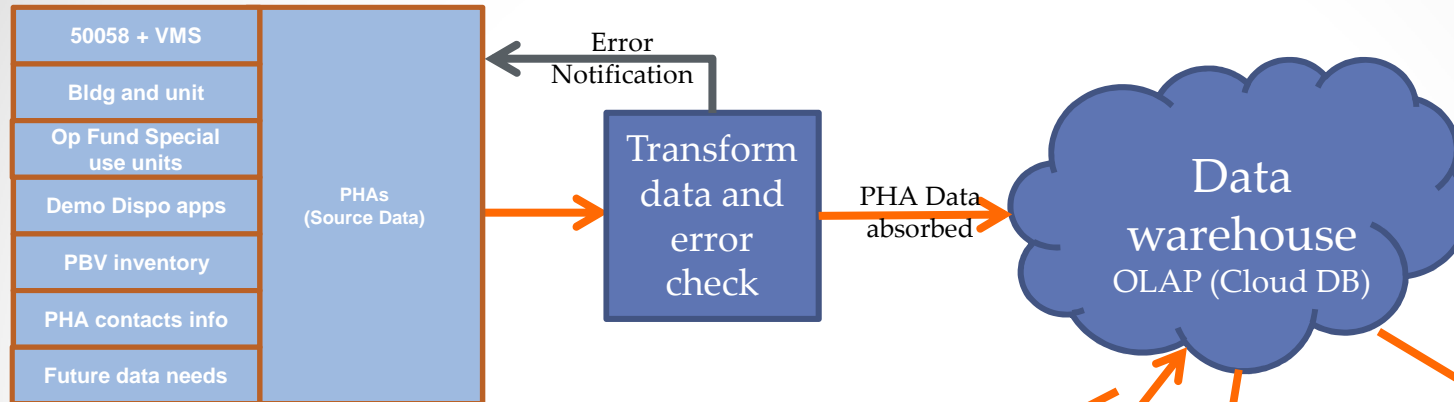 50058 + VMS
Bldg and unit
Op Fund Special
use units
Demo Dispo apps
PBV inventory
PHA contacts info
Future data needs
PHAs
(Source Data)
Error
Notification
Transform
data and
error
check
PHA Data
absorbed
Data
warehouse
OLAP (Cloud DB)